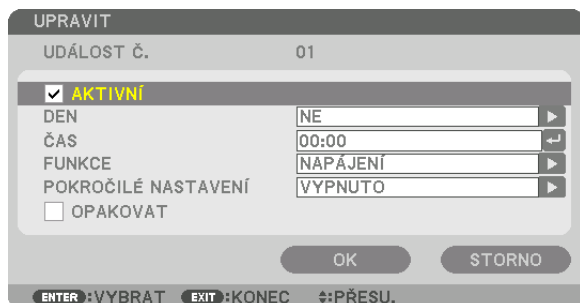 UPRAVIT
UDÁLOST Č. 01
AKTIVNÍ
DEN NE
ČAS 00:00
FUNKCE NAPÁJENÍ
POKROČILÉ NASTAVENÍ VYPNUTO
OPAKOVAT
OK STORNO
ENTER :VYBRAT EXIT :KONEC :PŘESU.